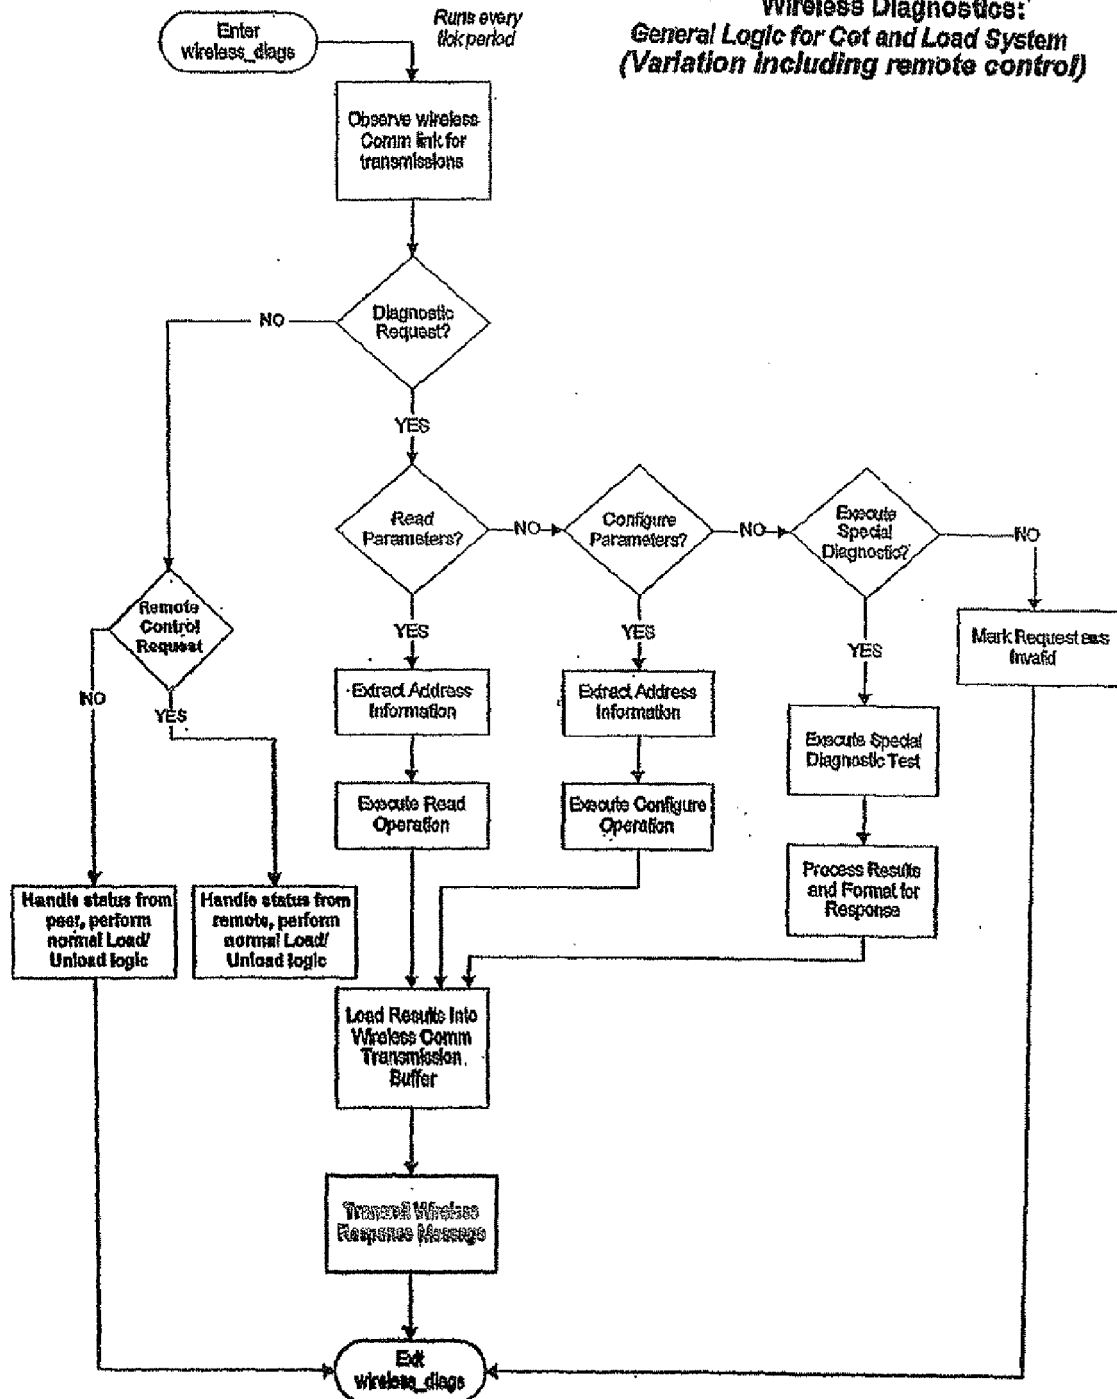 Wireless Diagnostics:
General Logic for Cot and Load System
(Variation including remote control)
Enter
wireless_diags
Runs every
tick period
Observe wireless
Comm link for
transmissions
Diagnostic
Request?
NO
YES
Read
Parameters?
NO
Configure
Parameters?
NO
Execute
Special
Diagnostic?
NO
Remote
Control
Request
NO
YES
YES
YES
YES
Mark Request as
Invalid
Extract Address
Information
Extract Address
Information
Execute Special
Diagnostic Test
Execute Read
Operation
Execute Configure
Operation
Process Results
and Format for
Response
Handle status from
peer, perform
normal Load/
Unload logic
Handle status from
remote, perform
normal Load/
Unload logic
Load Results Into
Wireless Comm
Transmission
Buffer
Transmit Wireless
Response Message
Exit
wireless_diags